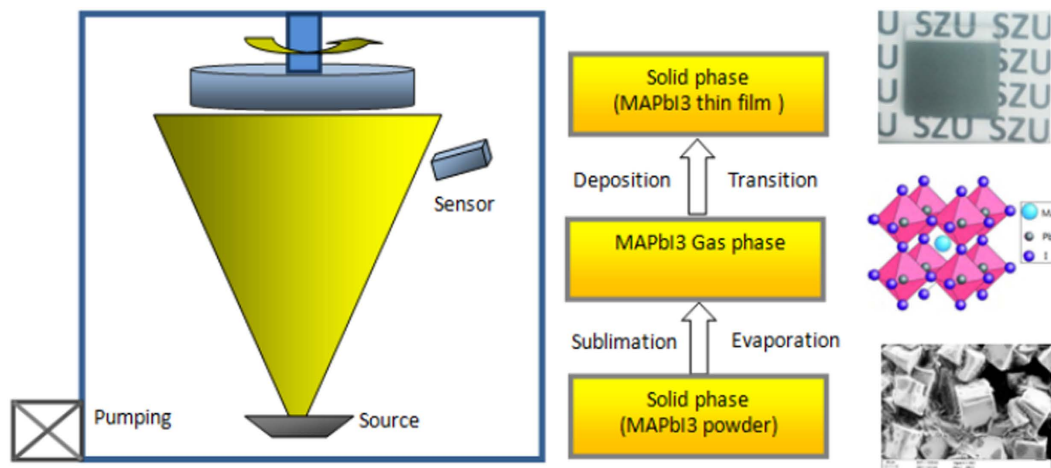 Sensor
Pumping
Source
Solid phase
(MAPbI3 thin film )
Deposition Transition
MAPbI3 Gas phase
Sublimation Evaporation
Solid phase
(MAPbI3 powder)
U SZU SZU
U SZU
U SZU
U SZU SZU
I